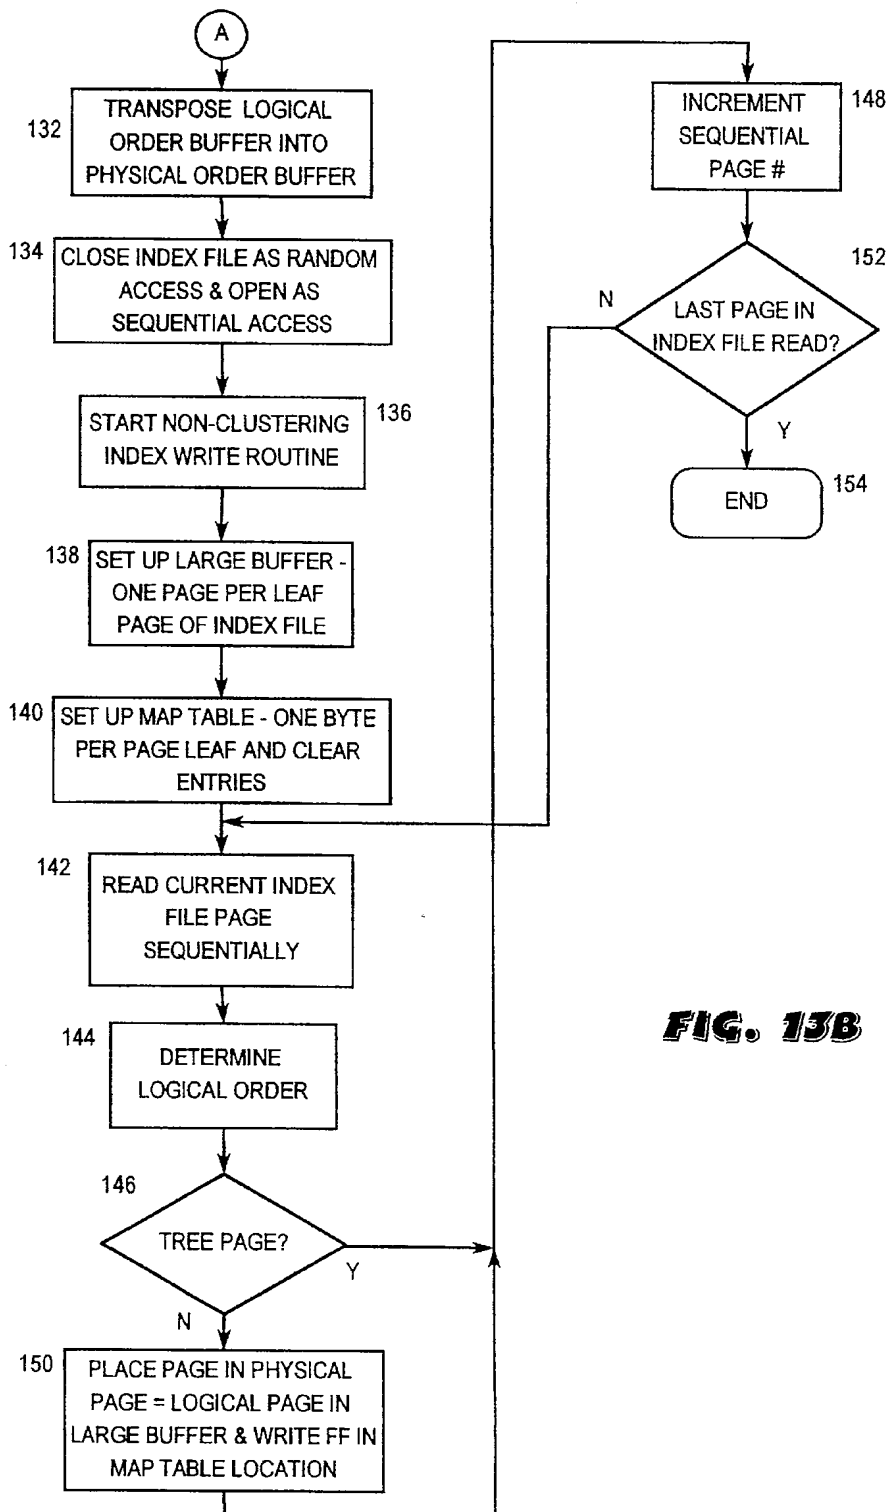 A
132
TRANSPOSE LOGICAL
ORDER BUFFER INTO
PHYSICAL ORDER BUFFER
134
CLOSE INDEX FILE AS RANDOM
ACCESS & OPEN AS
SEQUENTIAL ACCESS
136
START NON-CLUSTERING
INDEX WRITE ROUTINE
138
SET UP LARGE BUFFER -
ONE PAGE PER LEAF
PAGE OF INDEX FILE
140
SET UP MAP TABLE - ONE BYTE
PER PAGE LEAF AND CLEAR
ENTRIES
142
READ CURRENT INDEX
FILE PAGE
SEQUENTIALLY
144
DETERMINE
LOGICAL ORDER
146
TREE PAGE?
Y
N
150
PLACE PAGE IN PHYSICAL
PAGE = LOGICAL PAGE IN
LARGE BUFFER & WRITE FF IN
MAP TABLE LOCATION
148
INCREMENT
SEQUENTIAL
PAGE #
152
LAST PAGE IN
INDEX FILE READ?
N
Y
154
END
FIG. 13B